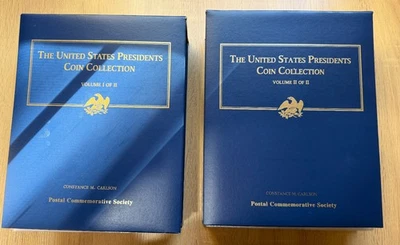 THE UNITED STATES PRESIDENTS
COIN COLLECTION
VOLUME I OF II
CONSTANCE M. CARLSON
Postal Commemorative Society
THE UNITED STATES PRESIDENTS
COIN COLLECTION
VOLUME II OF II
CONSTANCE M. CARLSON
Postal Commemorative Society